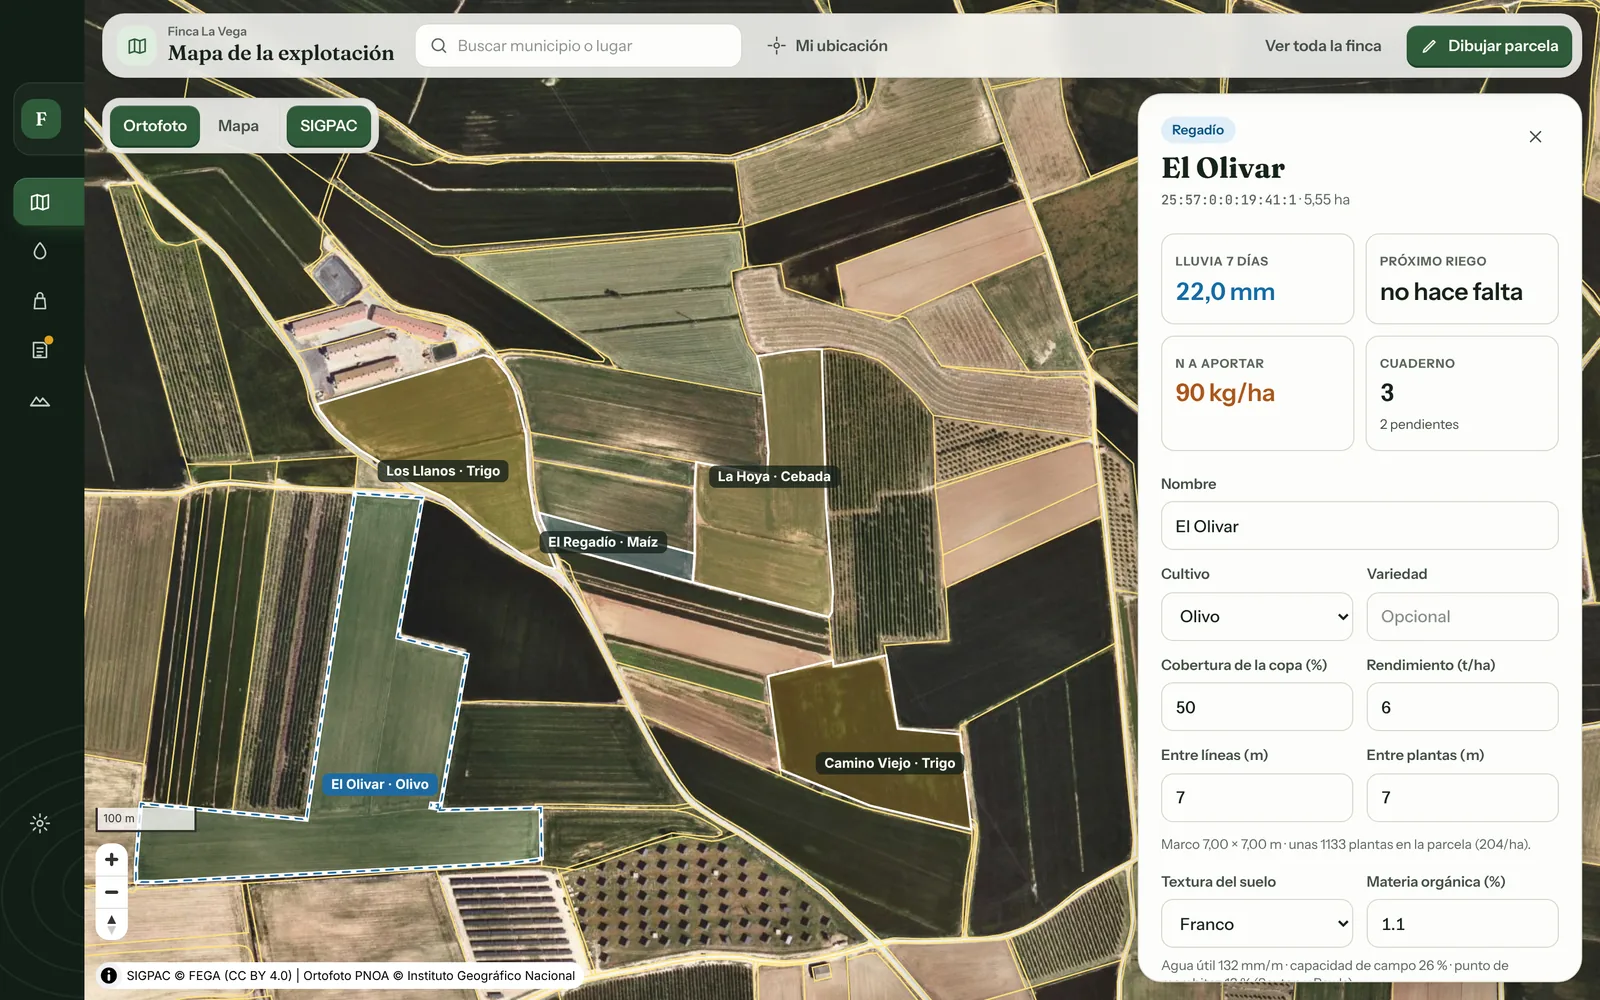 Finca La Vega
Mapa de la explotación
Buscar municipio o lugar
Mi ubicación
Ver toda la finca
Dibujar parcela
F
Ortofoto
Mapa
SIGPAC
Los Llanos · Trigo
La Hoya · Cebada
El Regadío · Maíz
Camino Viejo · Trigo
El Olivar · Olivo
100 m
SIGPAC © FEGA (CC BY 4.0) | Ortofoto PNOA © Instituto Geográfico Nacional
Regadío
El Olivar
25:57:0:0:19:41:1 · 5,55 ha
LLUVIA 7 DÍAS
22,0 mm
PRÓXIMO RIEGO
no hace falta
N A APORTAR
90 kg/ha
CUADERNO
3
2 pendientes
Nombre
El Olivar
Cultivo
Olivo
Variedad
Opcional
Cobertura de la copa (%)
50
Rendimiento (t/ha)
6
Entre líneas (m)
7
Entre plantas (m)
7
Marco 7,00 × 7,00 m · unas 1133 plantas en la parcela (204/ha).
Textura del suelo
Franco
Materia orgánica (%)
1.1
Agua útil 132 mm/m · capacidad de campo 26 % · punto de